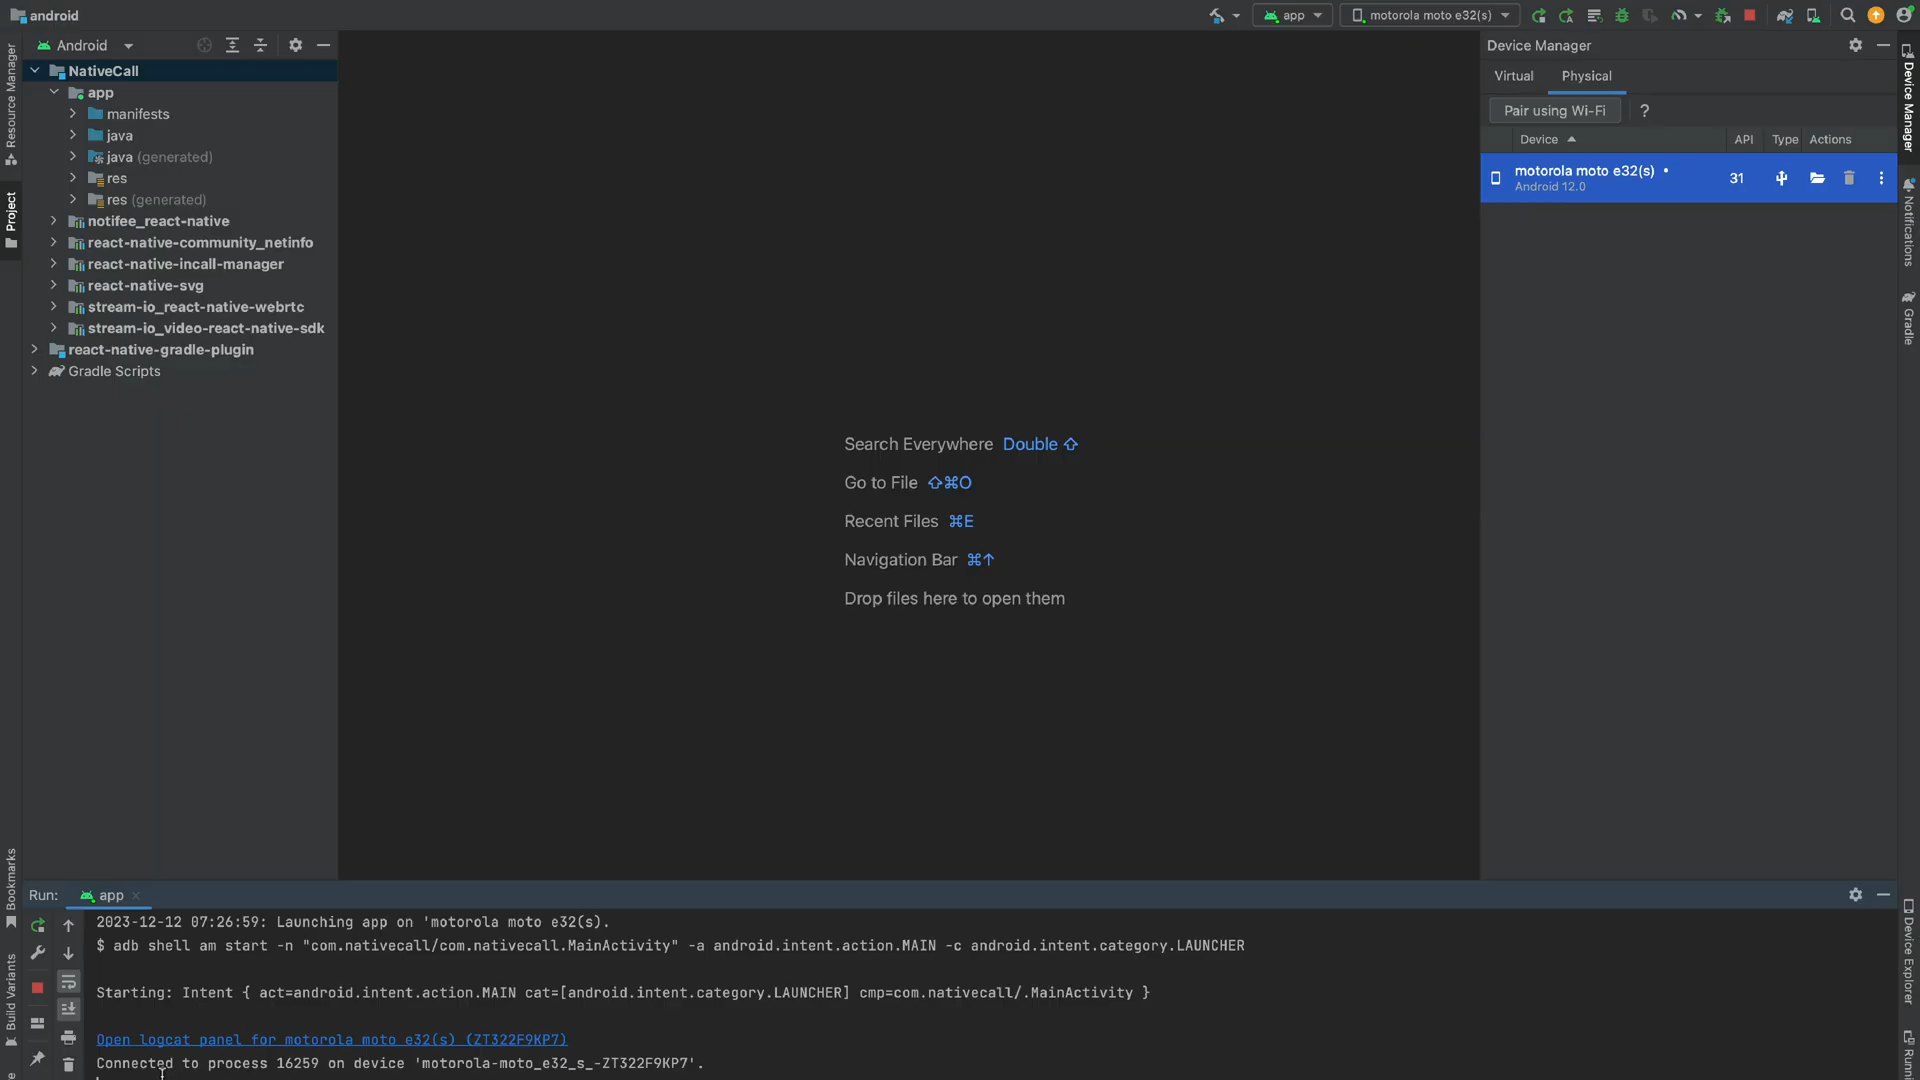 android
app
motorola moto e32(s)
Resource Manager
Project
Bookmarks
Build Variants
Android
NativeCall
app
manifests
java
java (generated)
res
res (generated)
notifee_react-native
react-native-community_netinfo
react-native-incall-manager
react-native-svg
stream-io_react-native-webrtc
stream-io_video-react-native-sdk
react-native-gradle-plugin
Gradle Scripts
Search Everywhere Double ⇧
Go to File ⇧⌘O
Recent Files ⌘E
Navigation Bar ⌘↑
Drop files here to open them
Device Manager
Virtual Physical
Pair using Wi-Fi ?
Device API Type Actions
motorola moto e32(s) • 31
Android 12.0
Device Manager
Notifications
Gradle
Device Explorer
Run: app
2023-12-12 07:26:59: Launching app on 'motorola moto e32(s).
$ adb shell am start -n "com.nativecall/com.nativecall.MainActivity" -a android.intent.action.MAIN -c android.intent.category.LAUNCHER
Starting: Intent { act=android.intent.action.MAIN cat=[android.intent.category.LAUNCHER] cmp=com.nativecall/.MainActivity }
Open logcat panel for motorola moto e32(s) (ZT322F9KP7)
Connected to process 16259 on device 'motorola-moto_e32_s_-ZT322F9KP7'.